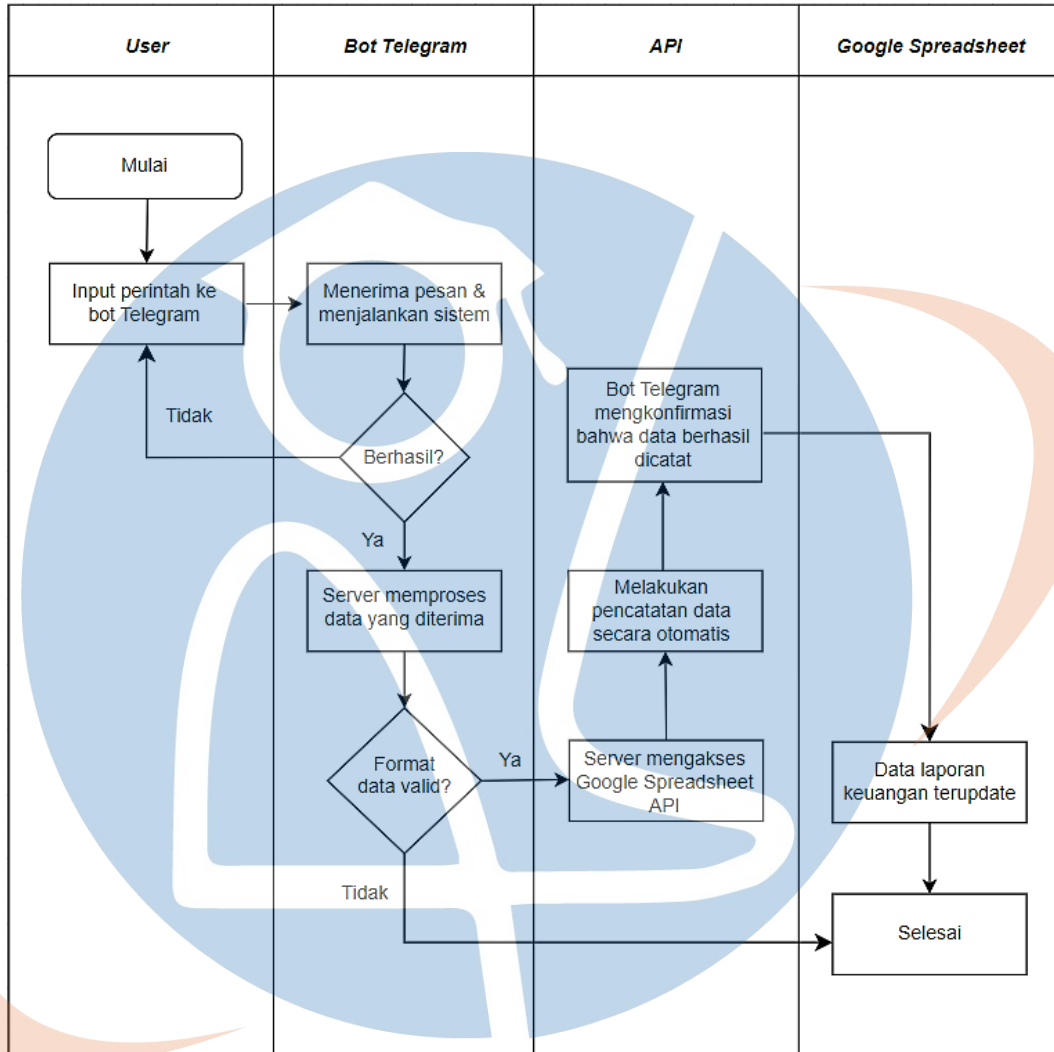 User
Bot Telegram
API
Google Spreadsheet
Mulai
Input perintah ke
bot Telegram
Menerima pesan &
menjalankan sistem
Tidak
Berhasil?
Ya
Server memproses
data yang diterima
Format
data valid?
Ya
Tidak
Server mengakses
Google Spreadsheet
API
Melakukan
pencatatan data
secara otomatis
Bot Telegram
mengkonfirmasi
bahwa data berhasil
dicatat
Data laporan
keuangan terupdate
Selesai